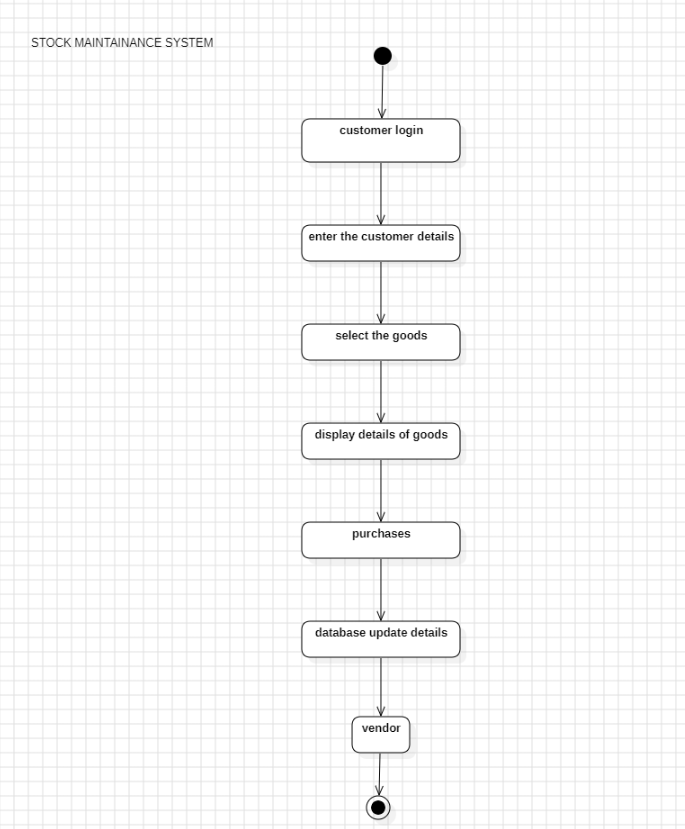 STOCK MAINTAINANCE SYSTEM
customer login
enter the customer details
select the goods
display details of goods
purchases
database update details
vendor